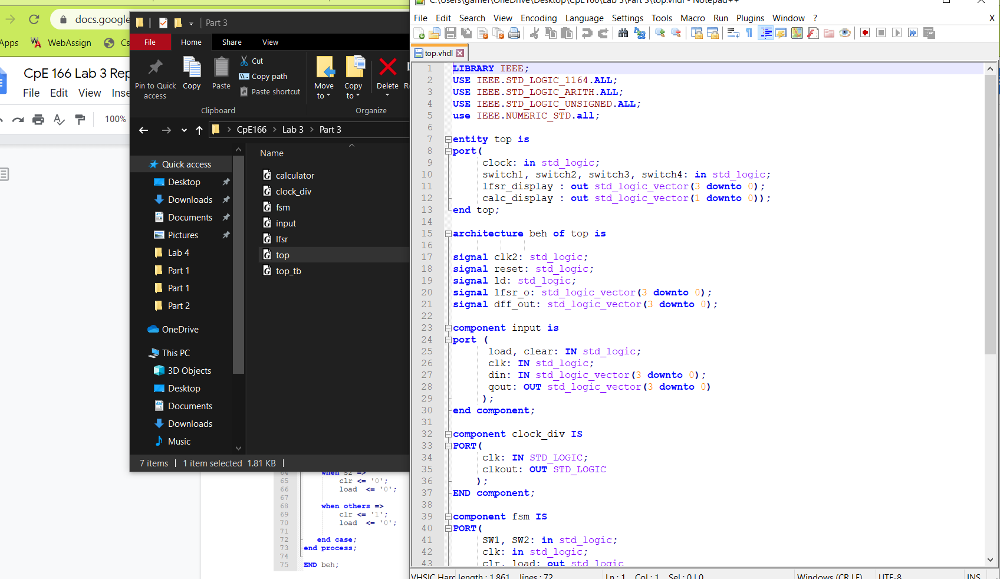 docs.google
Apps
WebAssign
Cs
CpE 166 Lab 3 Rep
File Edit View Inse
100%
Part 3
File Home Share View
Pin to Quick access
Copy
Paste
Cut
Copy path
Paste shortcut
Move to
Copy to
Delete
Clipboard
Organize
CpE166 > Lab 3 > Part 3
Name
Quick access
Desktop
Downloads
Documents
Pictures
Lab 4
Part 1
Part 1
Part 2
OneDrive
This PC
3D Objects
Desktop
Documents
Downloads
Music
calculator
clock_div
fsm
input
lfsr
top
top_tb
7 items 1 item selected 1.81 KB
64 when s2 =>
65 clr <= '0';
66 load <= '0';
67
68 when others =>
69 clr <= '1';
70 load <= '0';
71
72 end case;
73 end process;
74
75 END beh;
C:\Users\gamer\OneDrive\Desktop\CpE166\Lab 3\Part 3\top.vhdl - Notepad++
File Edit Search View Encoding Language Settings Tools Macro Run Plugins Window ? X
top.vhdl
1 LIBRARY IEEE;
2 USE IEEE.STD_LOGIC_1164.ALL;
3 USE IEEE.STD_LOGIC_ARITH.ALL;
4 USE IEEE.STD_LOGIC_UNSIGNED.ALL;
5 use IEEE.NUMERIC_STD.all;
6
7 entity top is
8 port(
9 clock: in std_logic;
10 switch1, switch2, switch3, switch4: in std_logic;
11 lfsr_display : out std_logic_vector(3 downto 0);
12 calc_display : out std_logic_vector(1 downto 0));
13 end top;
14
15 architecture beh of top is
16
17 signal clk2: std_logic;
18 signal reset: std_logic;
19 signal ld: std_logic;
20 signal lfsr_o: std_logic_vector(3 downto 0);
21 signal dff_out: std_logic_vector(3 downto 0);
22
23 component input is
24 port (
25 load, clear: IN std_logic;
26 clk: IN std_logic;
27 din: IN std_logic_vector(3 downto 0);
28 qout: OUT std_logic_vector(3 downto 0)
29 );
30 end component;
31
32 component clock_div IS
33 PORT(
34 clk: IN STD_LOGIC;
35 clkout: OUT STD_LOGIC
36 );
37 END component;
38
39 component fsm IS
40 PORT(
41 SW1, SW2: in std_logic;
42 clk: in std_logic;
43 clr, load: out std_logic
VHSIC Hard length : 1,861 lines : 72 Ln : 1 Col : 1 Sel : 0 | 0 Windows (CR LF) UTF-8 INS